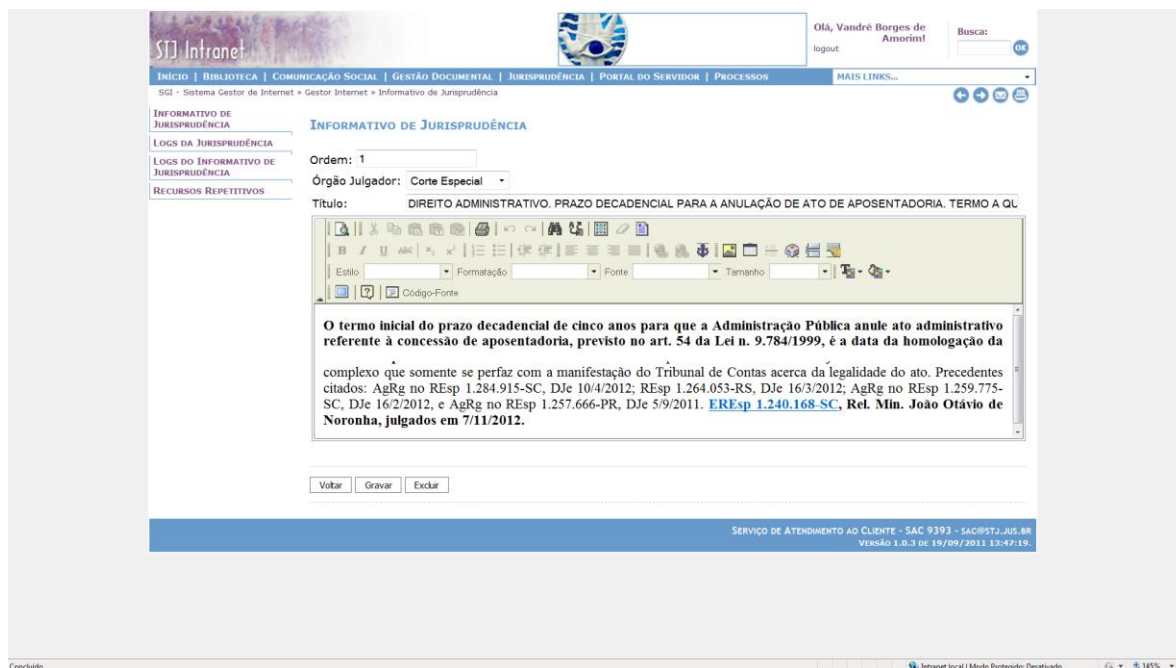 STJ Intranet
Olá, Vandré Borges de
Amorim!
logout
Busca:
OK
INÍCIO | BIBLIOTECA | COMUNICAÇÃO SOCIAL | GESTÃO DOCUMENTAL | JURISPRUDÊNCIA | PORTAL DO SERVIDOR | PROCESSOS
MAIS LINKS...
SGI - Sistema Gestor de Internet » Gestor Internet » Informativo de Jurisprudência
INFORMATIVO DE
JURISPRUDÊNCIA
LOGS DA JURISPRUDÊNCIA
LOGS DO INFORMATIVO DE
JURISPRUDÊNCIA
RECURSOS REPETITIVOS
INFORMATIVO DE JURISPRUDÊNCIA
Ordem: 1
Órgão Julgador: Corte Especial
Título: DIREITO ADMINISTRATIVO. PRAZO DECADENCIAL PARA A ANULAÇÃO DE ATO DE APOSENTADORIA. TERMO A QU
B I U ABC x₂ x²
Estilo Formatação Fonte Tamanho
Código-Fonte
O termo inicial do prazo decadencial de cinco anos para que a Administração Pública anule ato administrativo
referente à concessão de aposentadoria, previsto no art. 54 da Lei n. 9.784/1999, é a data da homologação da
complexo que somente se perfaz com a manifestação do Tribunal de Contas acerca da legalidade do ato. Precedentes
citados: AgRg no REsp 1.284.915-SC, DJe 10/4/2012; REsp 1.264.053-RS, DJe 16/3/2012; AgRg no REsp 1.259.775-
SC, DJe 16/2/2012, e AgRg no REsp 1.257.666-PR, DJe 5/9/2011. EREsp 1.240.168-SC, Rel. Min. João Otávio de
Noronha, julgados em 7/11/2012.
Voltar Gravar Excluir
SERVIÇO DE ATENDIMENTO AO CLIENTE - SAC 9393 - SAC@STJ.JUS.BR
VERSÃO 1.0.3 DE 19/09/2011 13:47:19.
Concluído
Intranet local | Modo Protegido: Desativado
145%